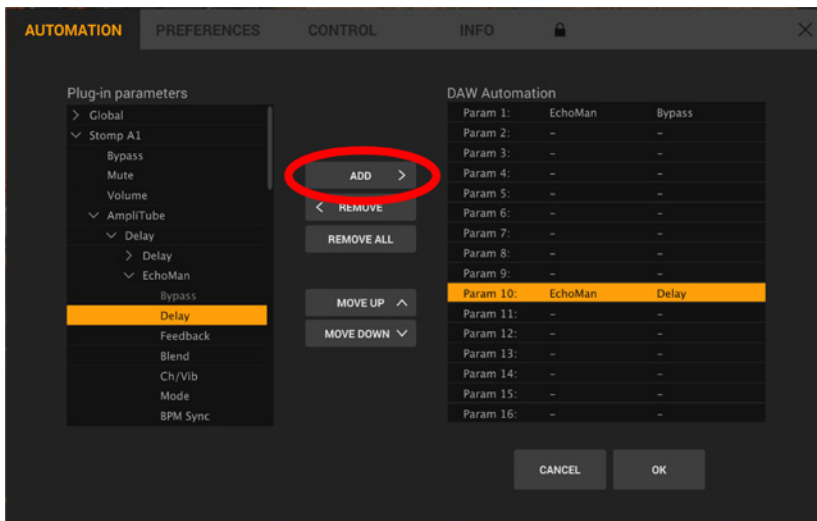 AUTOMATION PREFERENCES CONTROL INFO
Plug-in parameters
Global
Stomp A1
Bypass
Mute
Volume
AmpliTube
Delay
Delay
EchoMan
Bypass
Delay
Feedback
Blend
Ch/Vib
Mode
BPM Sync
ADD >
< REMOVE
REMOVE ALL
MOVE UP
MOVE DOWN
DAW Automation
Param 1: EchoMan Bypass
Param 2: - -
Param 3: - -
Param 4: - -
Param 5: - -
Param 6: - -
Param 7: - -
Param 8: - -
Param 9: - -
Param 10: EchoMan Delay
Param 11: - -
Param 12: - -
Param 13: - -
Param 14: - -
Param 15: - -
Param 16: - -
CANCEL OK